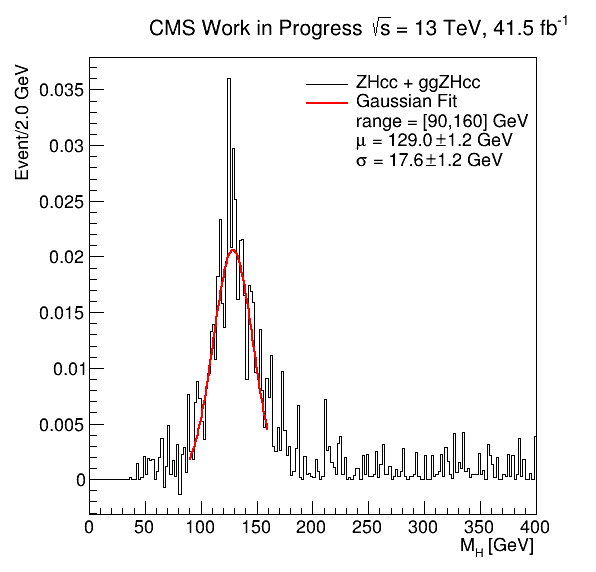 CMS Work in Progress √s = 13 TeV, 41.5 fb⁻¹
Event/2.0 GeV
ZHcc + ggZHcc
Gaussian Fit
range = [90,160] GeV
μ = 129.0±1.2 GeV
σ = 17.6±1.2 GeV
0.035
0.03
0.025
0.02
0.015
0.01
0.005
0
0 50 100 150 200 250 300 350 400
M_H [GeV]